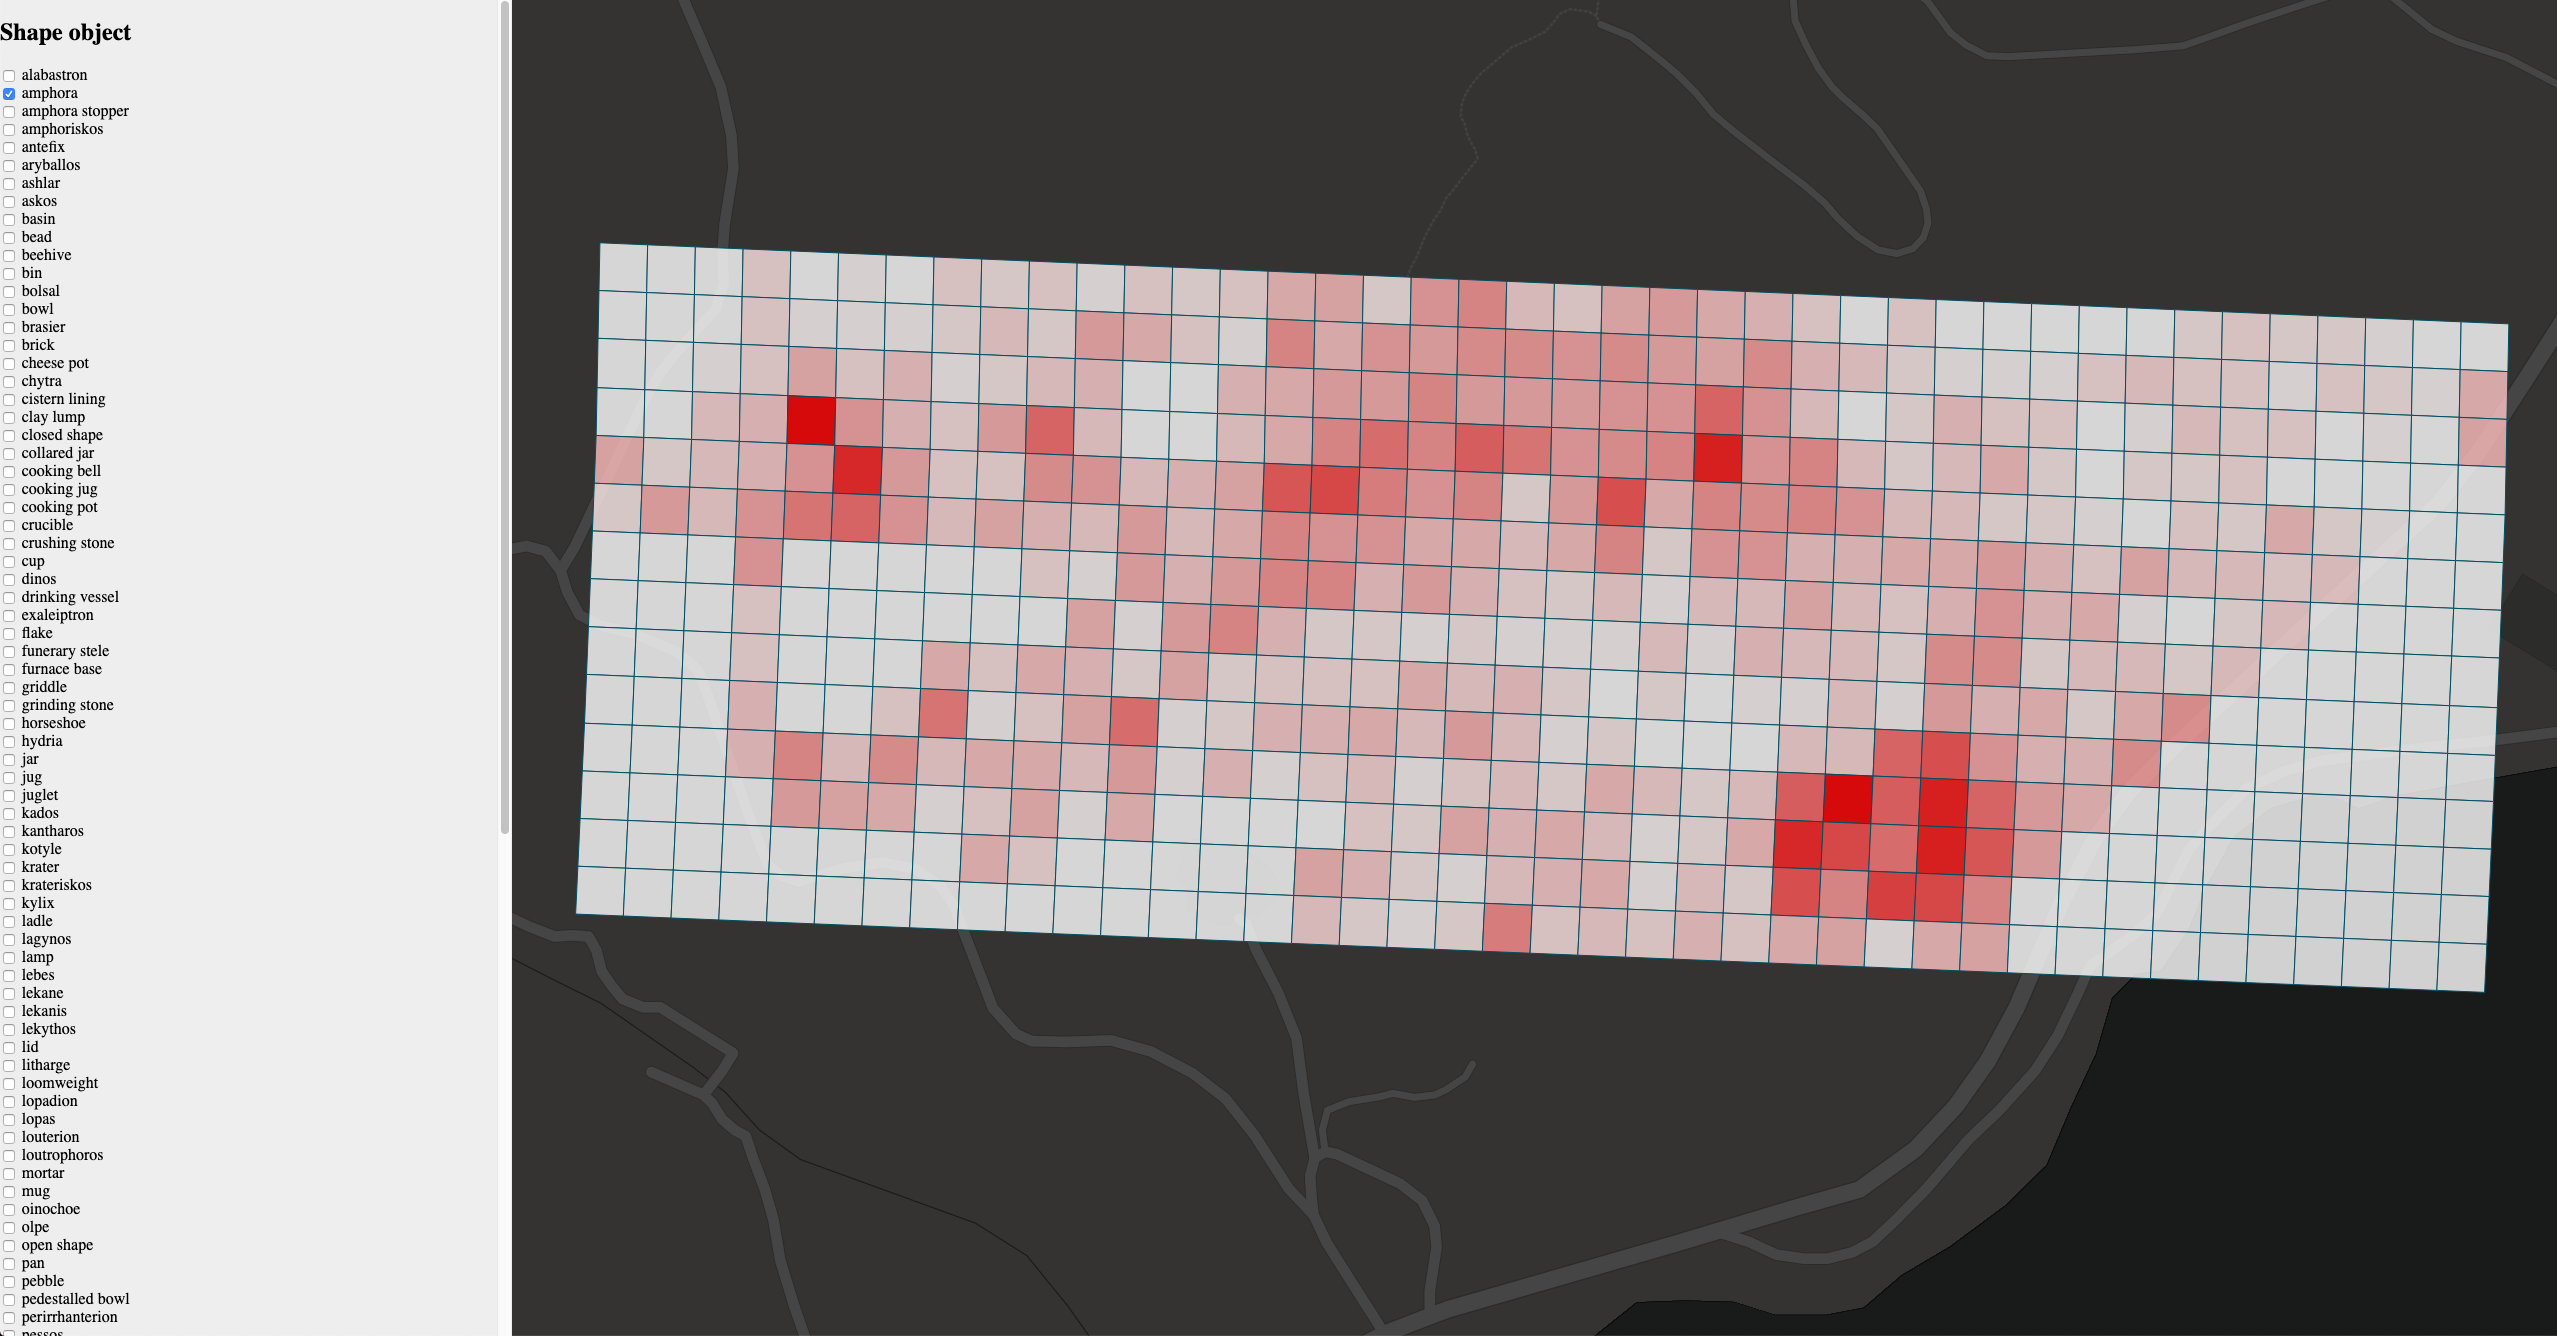 Shape object
alabastron
amphora
amphora stopper
amphoriskos
antefix
aryballos
ashlar
askos
basin
bead
beehive
bin
bolsal
bowl
brasier
brick
cheese pot
chytra
cistern lining
clay lump
closed shape
collared jar
cooking bell
cooking jug
cooking pot
crucible
crushing stone
cup
dinos
drinking vessel
exaleiptron
flake
funerary stele
furnace base
griddle
grinding stone
horseshoe
hydria
jar
jug
juglet
kados
kantharos
kotyle
krater
krateriskos
kylix
ladle
lagynos
lamp
lebes
lekane
lekanis
lekythos
lid
litharge
loomweight
lopadion
lopas
louterion
loutrophoros
mortar
mug
oinochoe
olpe
open shape
pan
pebble
pedestalled bowl
perirrhanterion